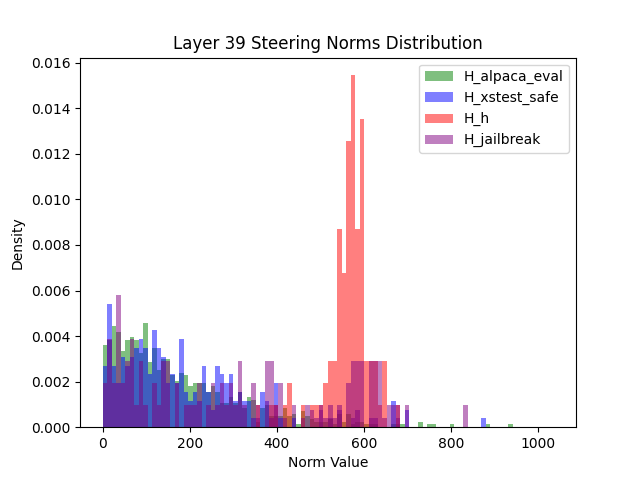 Layer 39 Steering Norms Distribution
H_alpaca_eval
H_xstest_safe
H_h
H_jailbreak
Density
0.016
0.014
0.012
0.010
0.008
0.006
0.004
0.002
0.000
0 200 400 600 800 1000
Norm Value